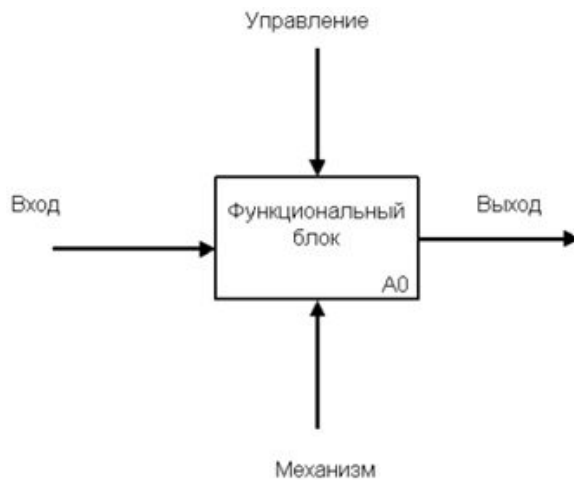 Управление
Вход
Функциональный
блок
Выход
A0
Механизм